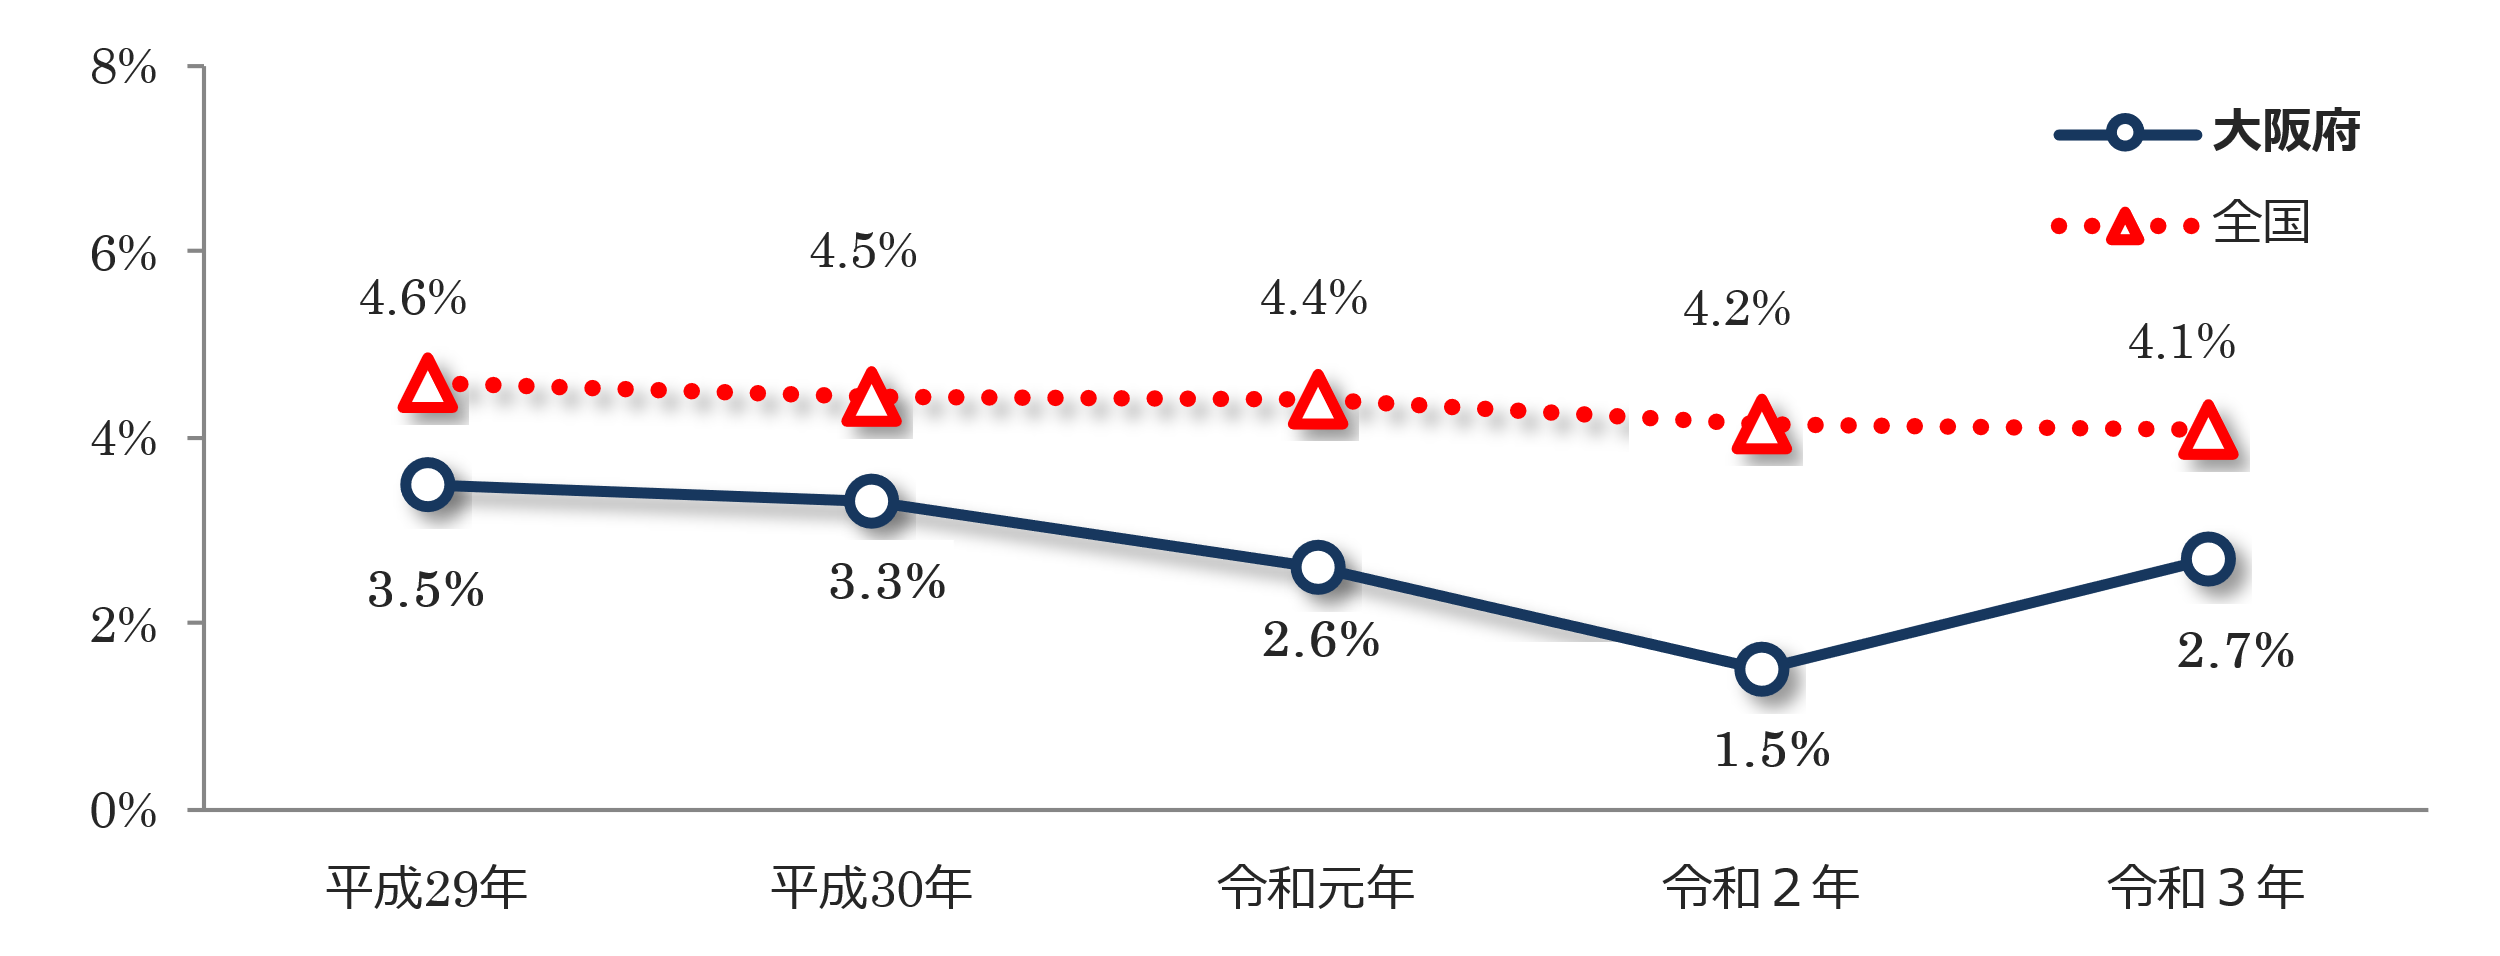 8%
6%
4%
2%
0%
大阪府
全国
4.6%
4.5%
4.4%
4.2%
4.1%
3.5%
3.3%
2.6%
1.5%
2.7%
平成29年
平成30年
令和元年
令和２年
令和３年